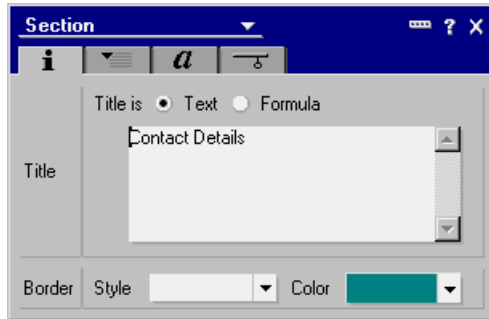 Section
? X
i a
Title is Text Formula
Contact Details
Title
Border Style Color